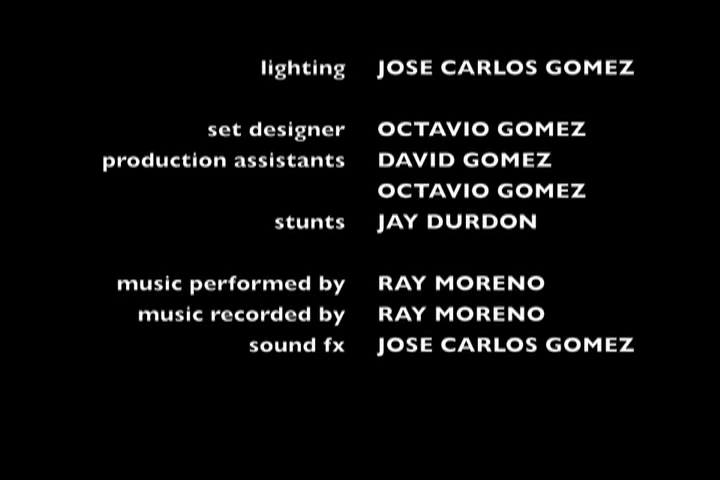 lighting JOSE CARLOS GOMEZ
set designer OCTAVIO GOMEZ
production assistants DAVID GOMEZ
OCTAVIO GOMEZ
stunts JAY DURDON
music performed by RAY MORENO
music recorded by RAY MORENO
sound fx JOSE CARLOS GOMEZ